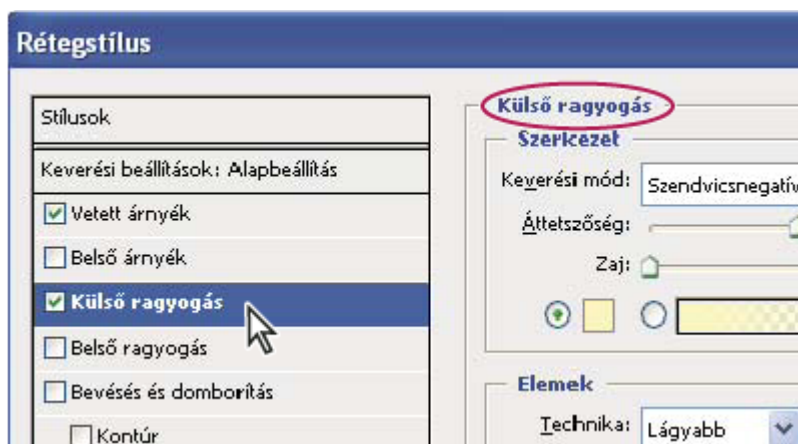 Rétegstílus
Stílusok
Keverési beállítások: Alapbeállítás
Vetett árnyék
Belső árnyék
Külső ragyogás
Belső ragyogás
Bevésés és domborítás
Kontúr
Külső ragyogás
Szerkezet
Keverési mód: Szendvicsnegatív
Áttetszőség:
Zaj:
Elemek
Technika: Lágyabb